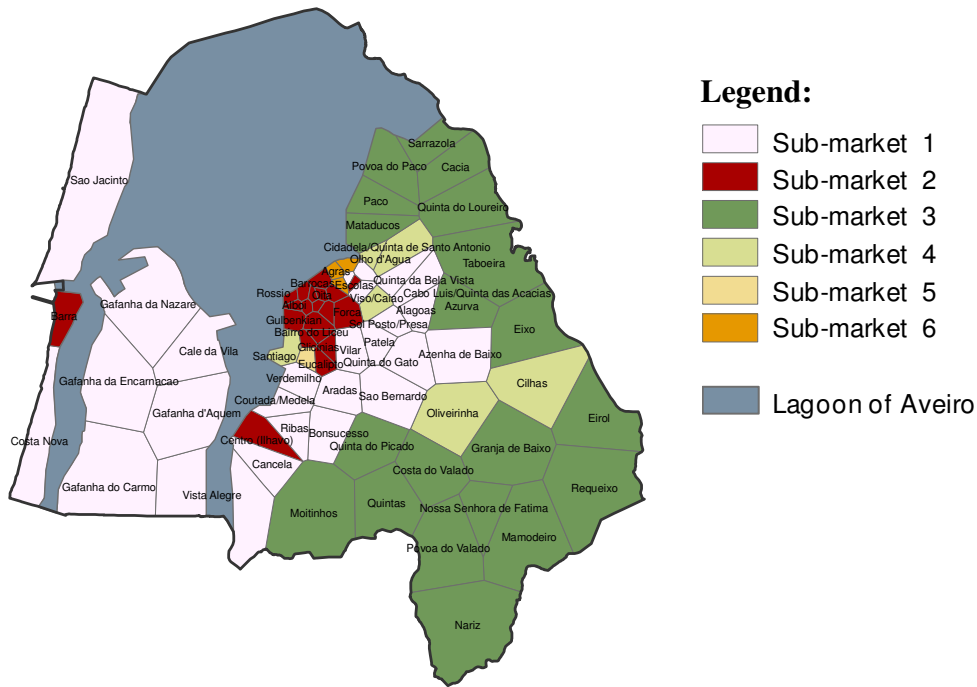 Legend:
Sub-market 1
Sub-market 2
Sub-market 3
Sub-market 4
Sub-market 5
Sub-market 6
Lagoon of Aveiro
Sarrazola
Povoa do Paco
Cacia
Sao Jacinto
Paco
Quinta do Loureiro
Mataducos
Cidadela/Quinta de Santo Antonio
Olho d'Agua
Taboeira
Agras
Barrocas
Escolas
Quinta da Bela Vista
Rossio
Cabo Luis/Quinta das Acacias
Viso/Caiao
Gafanha da Nazare
Alboi
Azurva
Barra
Forca
Alagoas
Gulbenkian
Sol Posto/Presa
Eixo
Bairro do Liceu
Patela
Cale da Vila
Glicinias
Vilar
Azenha de Baixo
Santiago
Eucalipto
Quinta do Gato
Gafanha da Encarnacao
Verdemilho
Cilhas
Aradas
Sao Bernardo
Coutada/Medela
Gafanha d'Aquem
Oliveirinha
Eirol
Costa Nova
Centro (Ilhavo)
Ribas
Bonsucesso
Quinta do Picado
Granja de Baixo
Cancela
Costa do Valado
Gafanha do Carmo
Vista Alegre
Requeixo
Moitinhos
Quintas
Nossa Senhora de Fatima
Mamodeiro
Povoa do Valado
Nariz